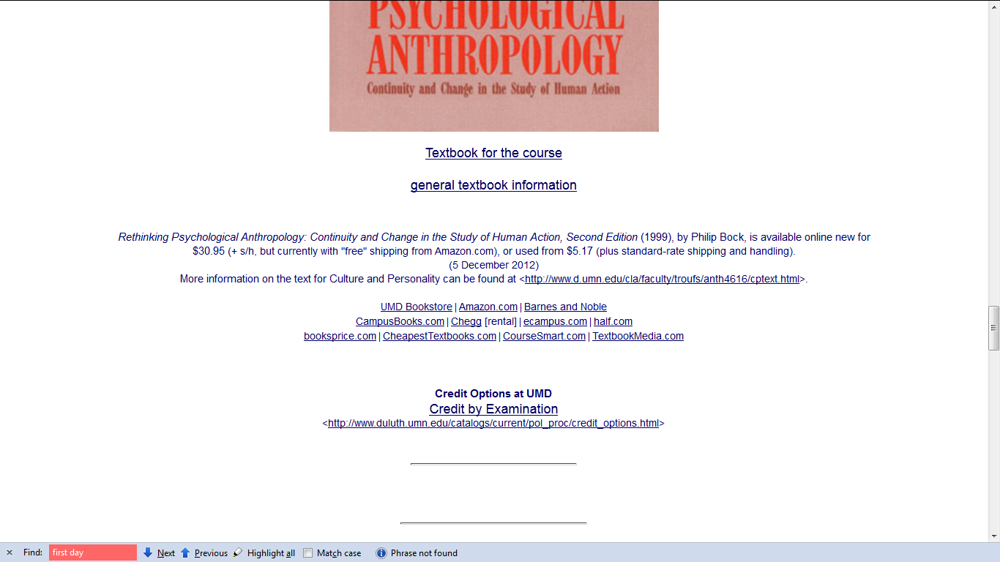 PSYCHOLOGICAL
ANTHROPOLOGY
Continuity and Change in the Study of Human Action
Textbook for the course
general textbook information
Rethinking Psychological Anthropology: Continuity and Change in the Study of Human Action, Second Edition (1999), by Philip Bock, is available online new for
$30.95 (+ s/h, but currently with "free" shipping from Amazon.com), or used from $5.17 (plus standard-rate shipping and handling).
(5 December 2012)
More information on the text for Culture and Personality can be found at <http://www.d.umn.edu/cla/faculty/troufs/anth4616/cptext.html>.
UMD Bookstore | Amazon.com | Barnes and Noble
CampusBooks.com | Chegg [rental] | ecampus.com | half.com
booksprice.com | CheapestTextbooks.com | CourseSmart.com | TextbookMedia.com
Credit Options at UMD
Credit by Examination
<http://www.duluth.umn.edu/catalogs/current/pol_proc/credit_options.html>
Find: first day Next Previous Highlight all Match case Phrase not found